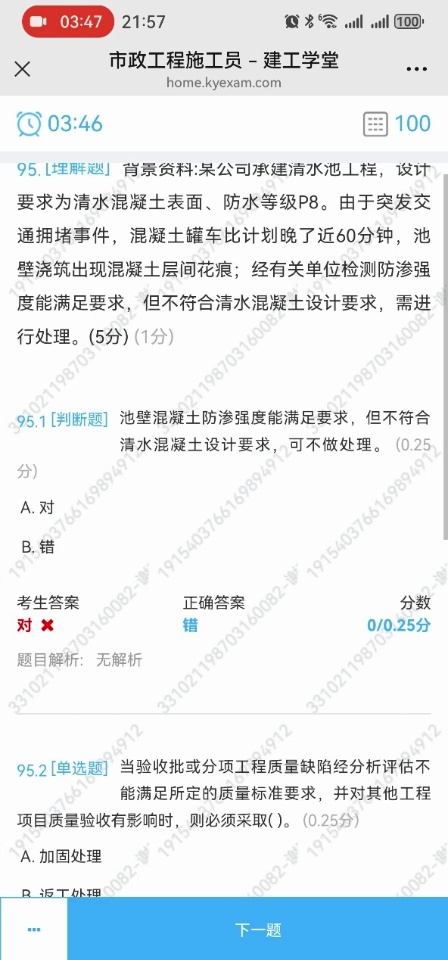 03:47 21:57 100
市政工程施工员 – 建工学堂
home.kyexam.com
03:46 100
95.[理解题] 背景资料:某公司承建清水池工程，设计
要求为清水混凝土表面、防水等级P8。由于突发交
通拥堵事件，混凝土罐车比计划晚了近60分钟，池
壁浇筑出现混凝土层间花痕；经有关单位检测防渗强
度能满足要求，但不符合清水混凝土设计要求，需进
行处理。(5分) (1分)
95.1 [判断题] 池壁混凝土防渗强度能满足要求，但不符合
清水混凝土设计要求，可不做处理。 (0.25
分)
A. 对
B. 错
考生答案 正确答案 分数
对 错 0/0.25分
题目解析: 无解析
95.2 [单选题] 当验收批或分项工程质量缺陷经分析评估不
能满足所定的质量标准要求，并对其他工程
项目质量验收有影响时，则必须采取( )。 (0.25分)
A. 加固处理
B. 返工处理
下一题